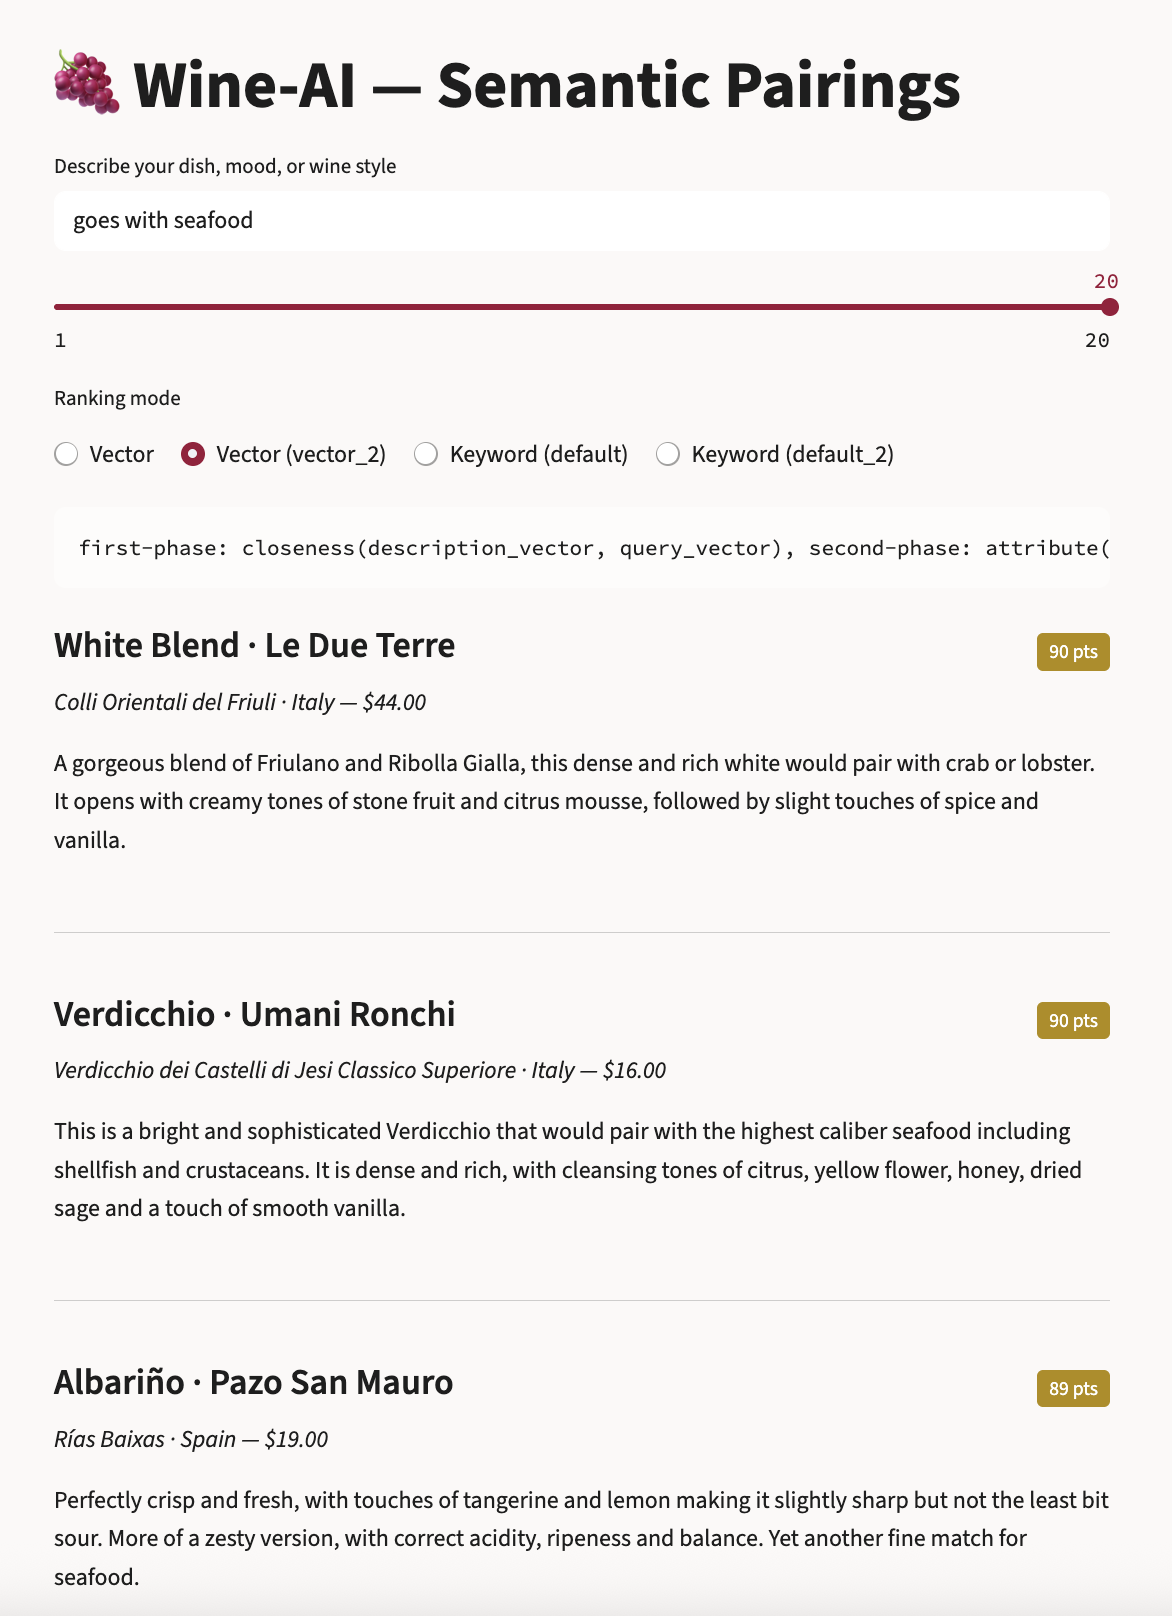 Wine-AI — Semantic Pairings
Describe your dish, mood, or wine style
goes with seafood
20
1
20
Ranking mode
Vector
Vector (vector_2)
Keyword (default)
Keyword (default_2)
first-phase: closeness(description_vector, query_vector), second-phase: attribute(
White Blend · Le Due Terre
90 pts
Colli Orientali del Friuli · Italy — $44.00
A gorgeous blend of Friulano and Ribolla Gialla, this dense and rich white would pair with crab or lobster.
It opens with creamy tones of stone fruit and citrus mousse, followed by slight touches of spice and
vanilla.
Verdicchio · Umani Ronchi
90 pts
Verdicchio dei Castelli di Jesi Classico Superiore · Italy — $16.00
This is a bright and sophisticated Verdicchio that would pair with the highest caliber seafood including
shellfish and crustaceans. It is dense and rich, with cleansing tones of citrus, yellow flower, honey, dried
sage and a touch of smooth vanilla.
Albariño · Pazo San Mauro
89 pts
Rías Baixas · Spain — $19.00
Perfectly crisp and fresh, with touches of tangerine and lemon making it slightly sharp but not the least bit
sour. More of a zesty version, with correct acidity, ripeness and balance. Yet another fine match for
seafood.